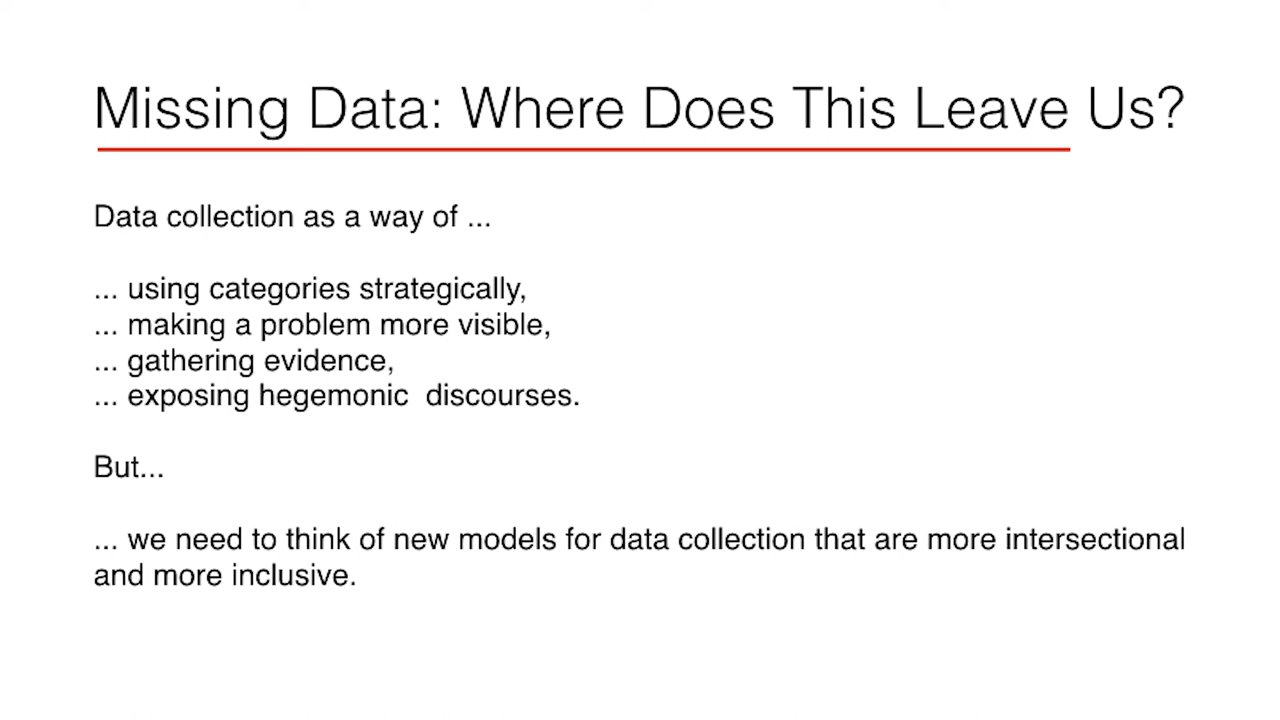 Missing Data: Where Does This Leave Us?
Data collection as a way of ...
... using categories strategically,
... making a problem more visible,
... gathering evidence,
... exposing hegemonic  discourses.
But...
... we need to think of new models for data collection that are more intersectional
and more inclusive.